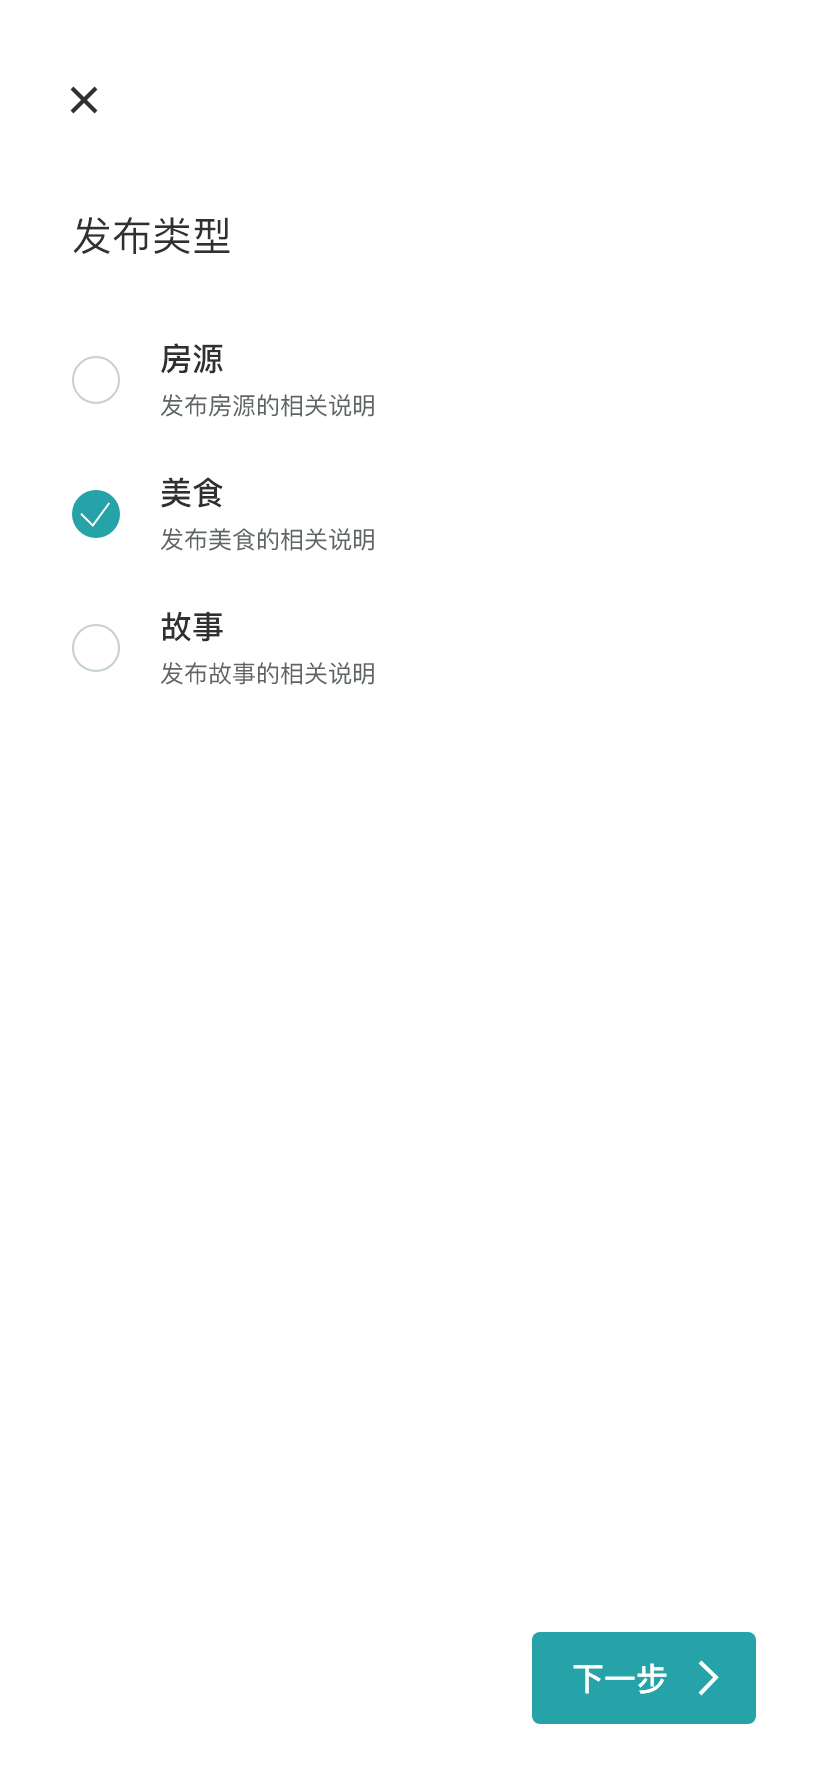 发布类型
房源
发布房源的相关说明
美食
发布美食的相关说明
故事
发布故事的相关说明
下一步